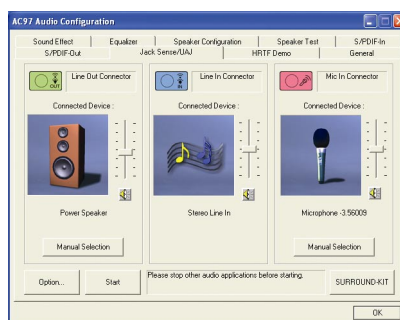 AC97 Audio Configuration
Sound Effect Equalizer Speaker Configuration Speaker Test S/PDIF-In
S/PDIF-Out Jack Sense/UAJ HRTF Demo General
OUT Line Out Connector
Connected Device :
Power Speaker
Manual Selection
IN Line In Connector
Connected Device :
Stereo Line In
Mic In Connector
Connected Device :
Microphone -3.56009
Manual Selection
Option... Start Please stop other audio applications before starting. SURROUND-KIT
OK